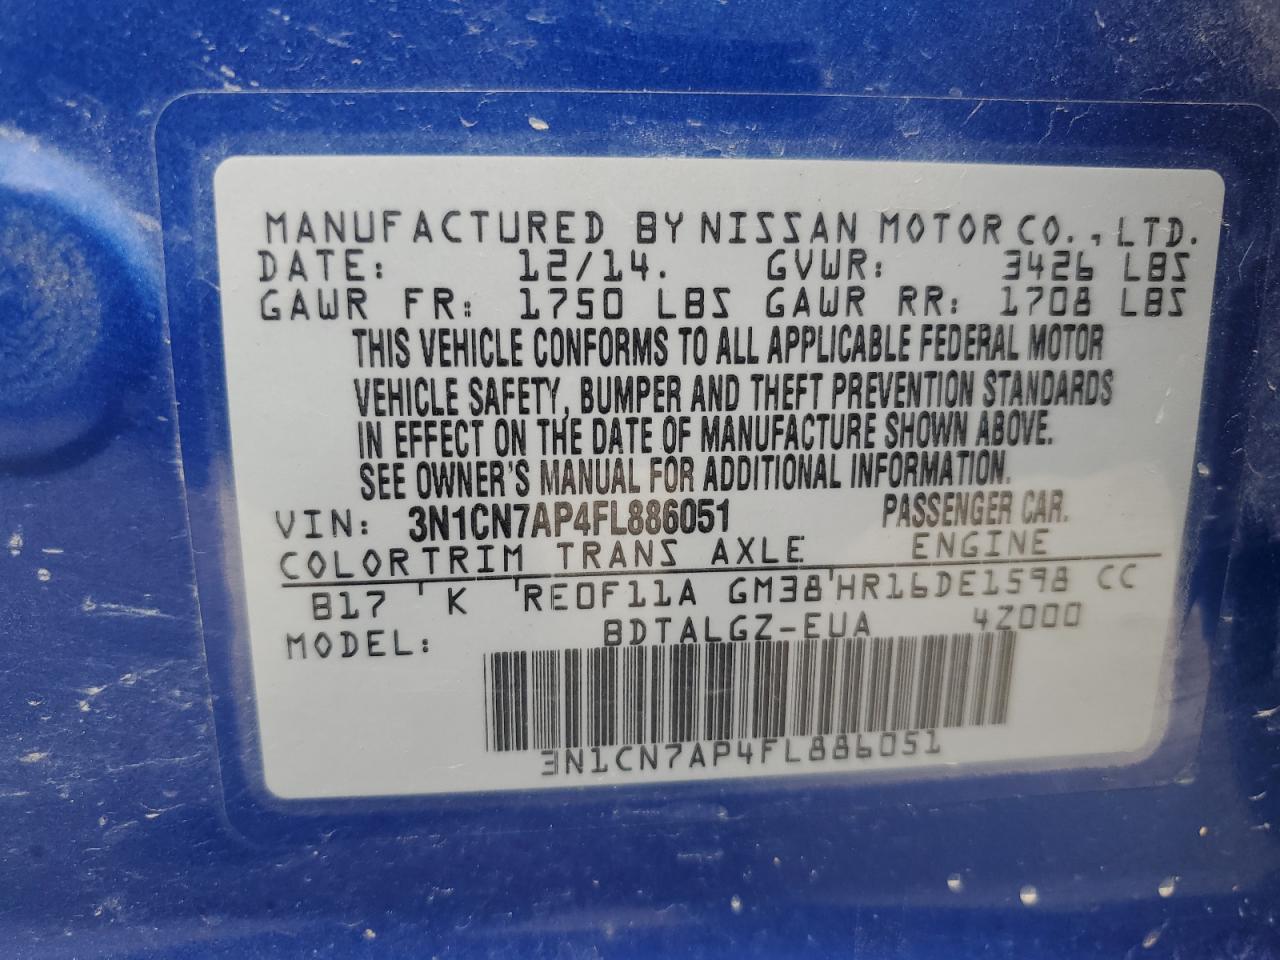 MANUFACTURED BY NISSAN MOTOR CO., LTD.
DATE: 12/14. GVWR: 3426 LBS
GAWR FR: 1750 LBS GAWR RR: 1708 LBS
THIS VEHICLE CONFORMS TO ALL APPLICABLE FEDERAL MOTOR
VEHICLE SAFETY, BUMPER AND THEFT PREVENTION STANDARDS
IN EFFECT ON THE DATE OF MANUFACTURE SHOWN ABOVE.
SEE OWNER'S MANUAL FOR ADDITIONAL INFORMATION.
VIN: 3N1CN7AP4FL886051 PASSENGER CAR.
COLOR TRIM TRANS AXLE ENGINE
B17 K RE0F11A GM38 HR16DE1598 CC
MODEL: BDTALGZ-EUA 4Z000
3N1CN7AP4FL886051